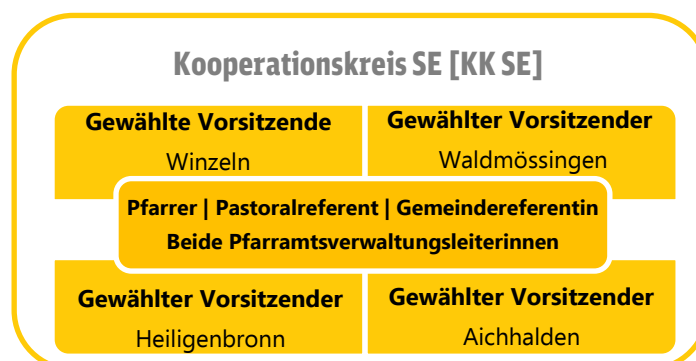 Kooperationskreis SE [KK SE]
Gewählte Vorsitzende
Winzeln
Gewählter Vorsitzender
Waldmössingen
Pfarrer | Pastoralreferent | Gemeindereferentin
Beide Pfarramtsverwaltungsleiterinnen
Gewählter Vorsitzender
Heiligenbronn
Gewählter Vorsitzender
Aichhalden